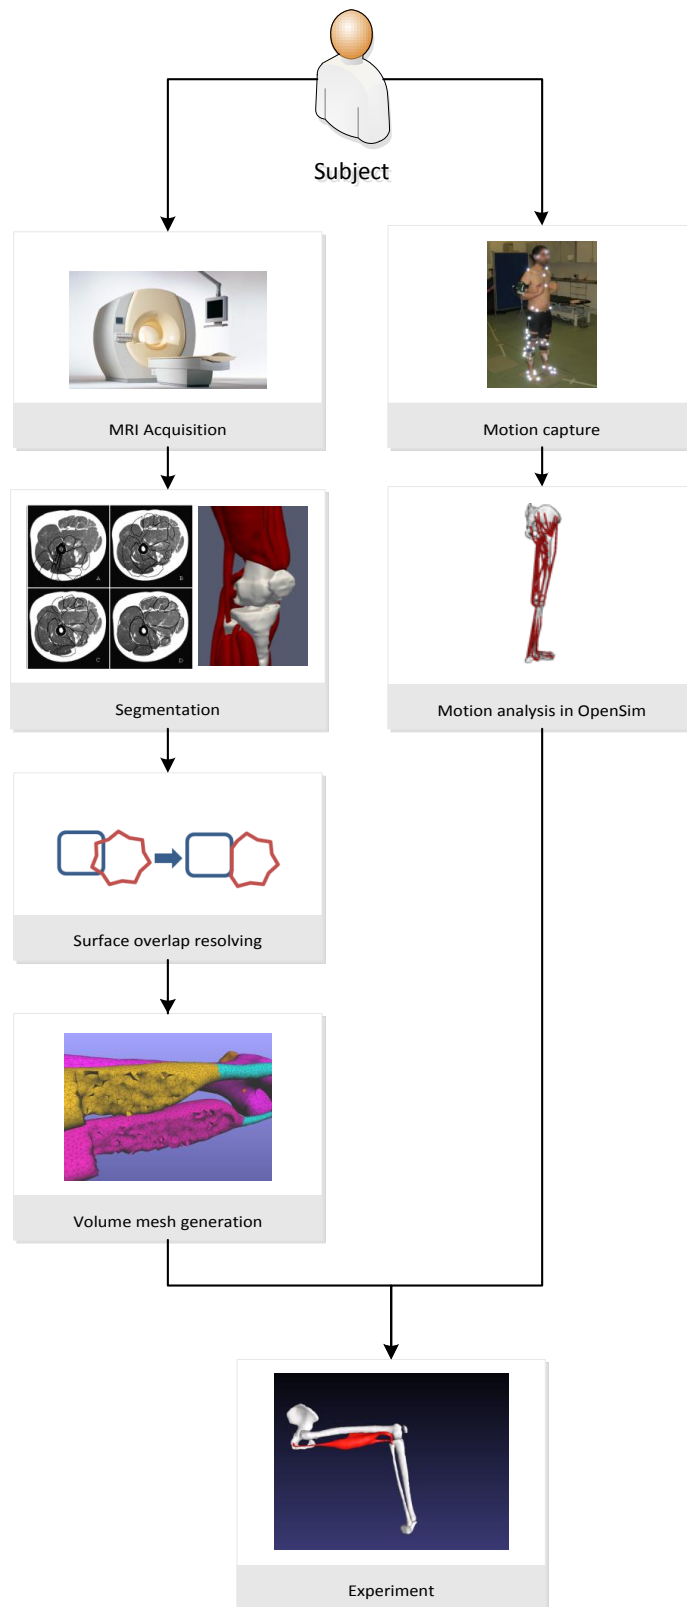 Subject
MRI Acquisition
Motion capture
A
B
C
D
Segmentation
Motion analysis in OpenSim
Surface overlap resolving
Volume mesh generation
Experiment